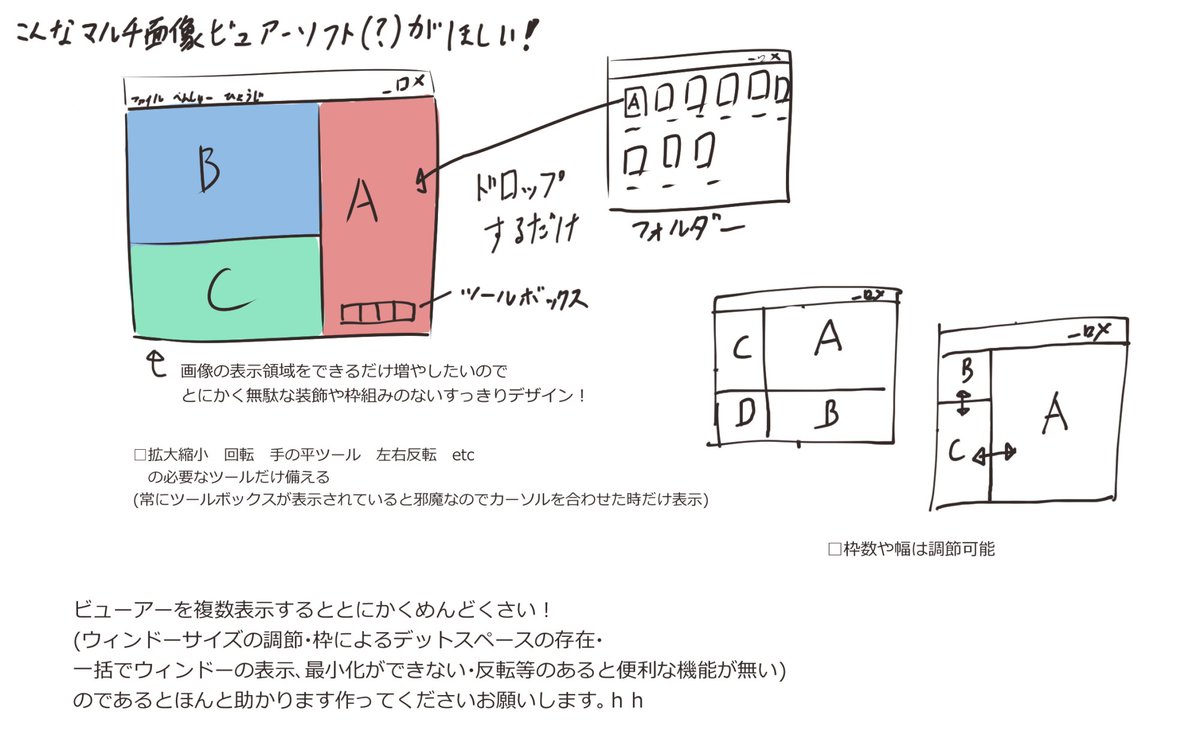 こんなマルチ画像ビュアーソフト(?)がほしい!
ファイル へんしゅー ひょうじ
B
A
C
A
ドロップ
するだけ
フォルダー
ツールボックス
画像の表示領域をできるだけ増やしたいので
とにかく無駄な装飾や枠組みのないすっきりデザイン！
□拡大縮小　回転　手の平ツール　左右反転　etc
の必要なツールだけ備える
(常にツールボックスが表示されていると邪魔なのでカーソルを合わせた時だけ表示)
C
A
D
B
B
C
A
□枠数や幅は調節可能
ビューアーを複数表示するととにかくめんどくさい！
(ウィンドーサイズの調節・枠によるデットスペースの存在・
一括でウィンドーの表示、最小化ができない・反転等のあると便利な機能が無い)
のであるとほんと助かります作ってくださいお願いします。ｈｈ